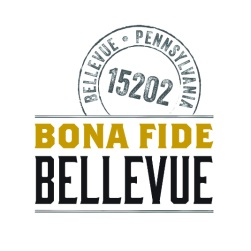 BELLEVUE • PENNSYLVANIA
15202
BONA FIDE
BELLEVUE